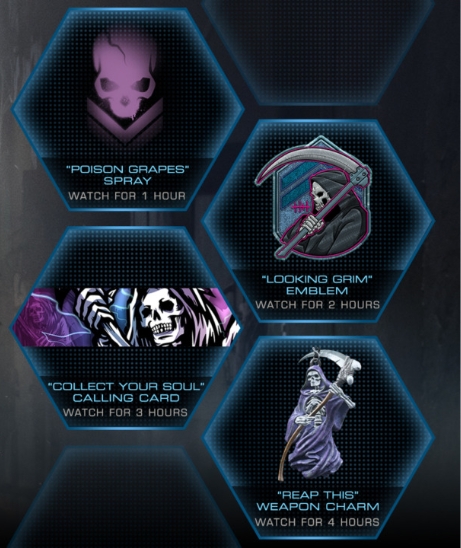 "POISON GRAPES"
SPRAY
WATCH FOR 1 HOUR
"LOOKING GRIM"
EMBLEM
WATCH FOR 2 HOURS
"COLLECT YOUR SOUL"
CALLING CARD
WATCH FOR 3 HOURS
"REAP THIS"
WEAPON CHARM
WATCH FOR 4 HOURS